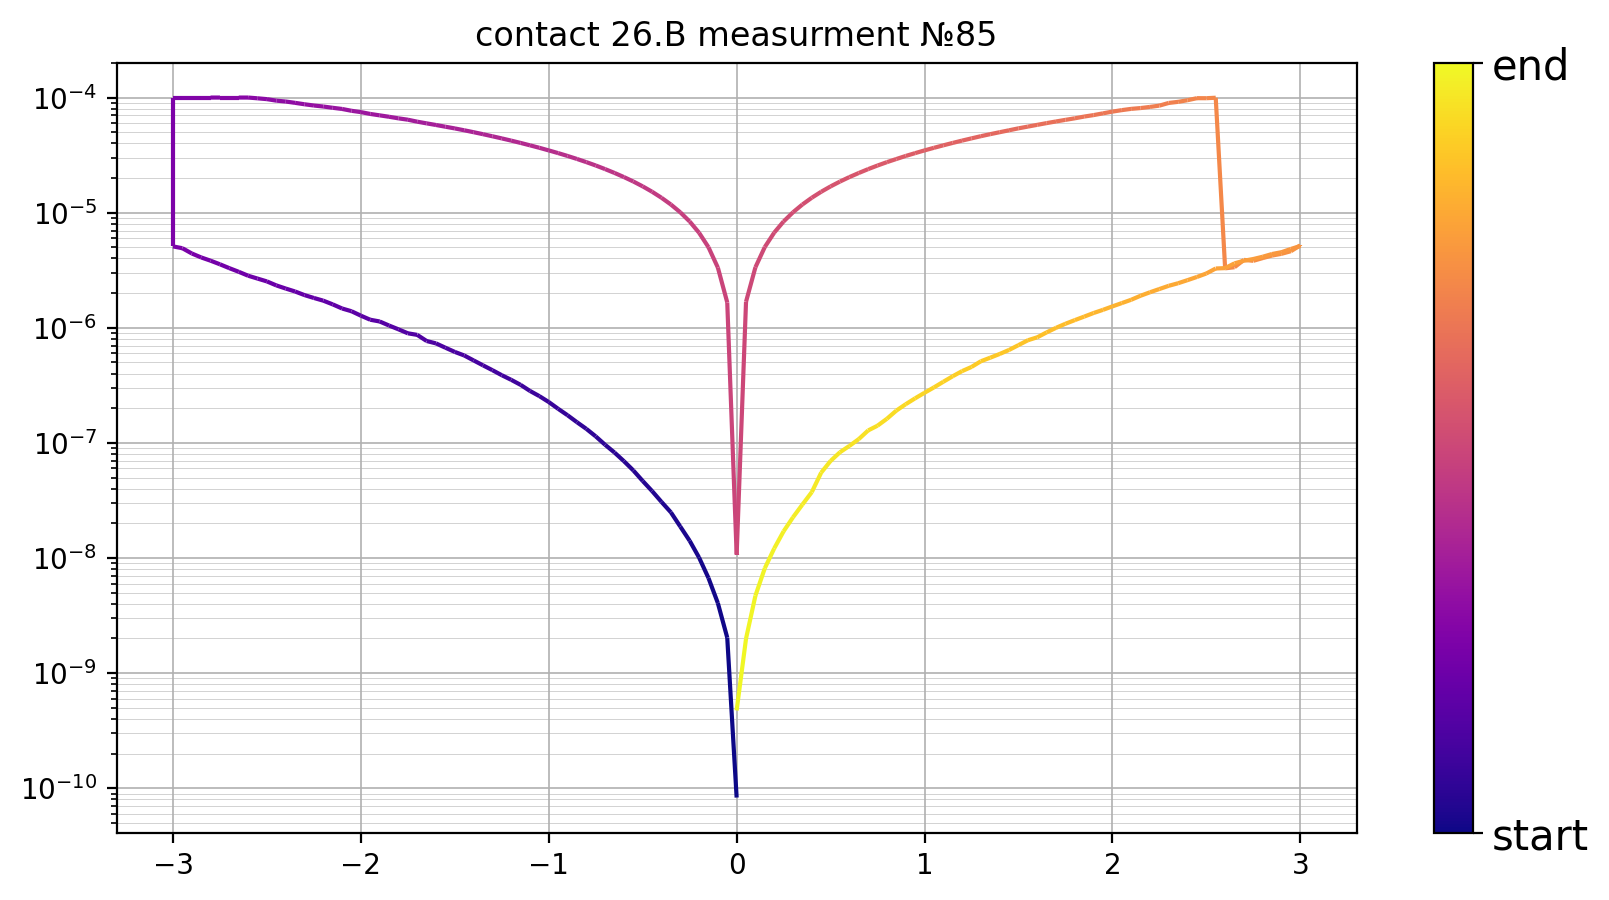 contact 26.B measurment №85
10⁻⁴
10⁻⁵
10⁻⁶
10⁻⁷
10⁻⁸
10⁻⁹
10⁻¹⁰
−3 −2 −1 0 1 2 3
end
start